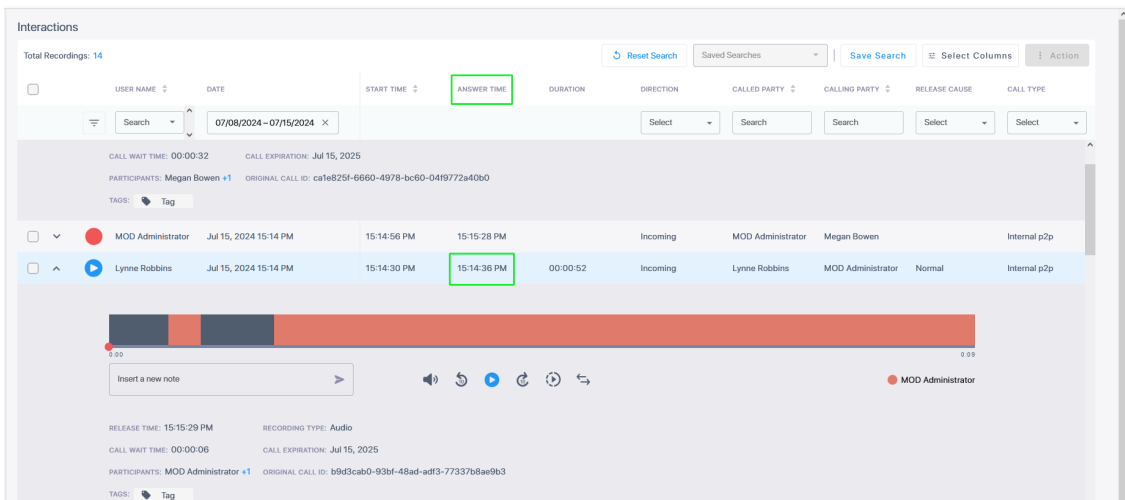 Interactions
Total Recordings: 14
Reset Search Saved Searches Save Search Select Columns Action
USER NAME DATE START TIME ANSWER TIME DURATION DIRECTION CALLED PARTY CALLING PARTY RELEASE CAUSE CALL TYPE
Search 07/08/2024 – 07/15/2024 Select Search Search Select Select
CALL WAIT TIME: 00:00:32 CALL EXPIRATION: Jul 15, 2025
PARTICIPANTS: Megan Bowen +1 ORIGINAL CALL ID: ca1e825f-6660-4978-bc60-04f9772a40b0
TAGS: Tag
MOD Administrator Jul 15, 2024 15:14 PM 15:14:56 PM 15:15:28 PM Incoming MOD Administrator Megan Bowen Internal p2p
Lynne Robbins Jul 15, 2024 15:14 PM 15:14:30 PM 15:14:36 PM 00:00:52 Incoming Lynne Robbins MOD Administrator Normal Internal p2p
0:00 0:09
Insert a new note MOD Administrator
RELEASE TIME: 15:15:29 PM RECORDING TYPE: Audio
CALL WAIT TIME: 00:00:06 CALL EXPIRATION: Jul 15, 2025
PARTICIPANTS: MOD Administrator +1 ORIGINAL CALL ID: b9d3cab0-93bf-48ad-adf3-77337b8ae9b3
TAGS: Tag